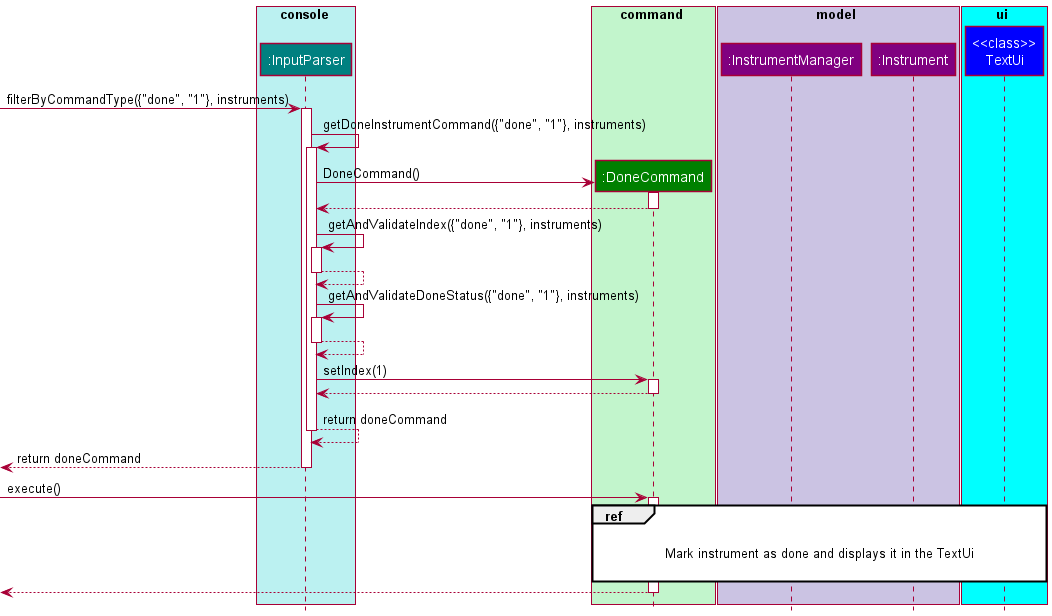 console
command
model
ui
:InputParser
:InstrumentManager
:Instrument
<<class>>
TextUi
filterByCommandType({"done", "1"}, instruments)
getDoneInstrumentCommand({"done", "1"}, instruments)
DoneCommand()
:DoneCommand
getAndValidateIndex({"done", "1"}, instruments)
getAndValidateDoneStatus({"done", "1"}, instruments)
setIndex(1)
return doneCommand
return doneCommand
execute()
ref
Mark instrument as done and displays it in the TextUi